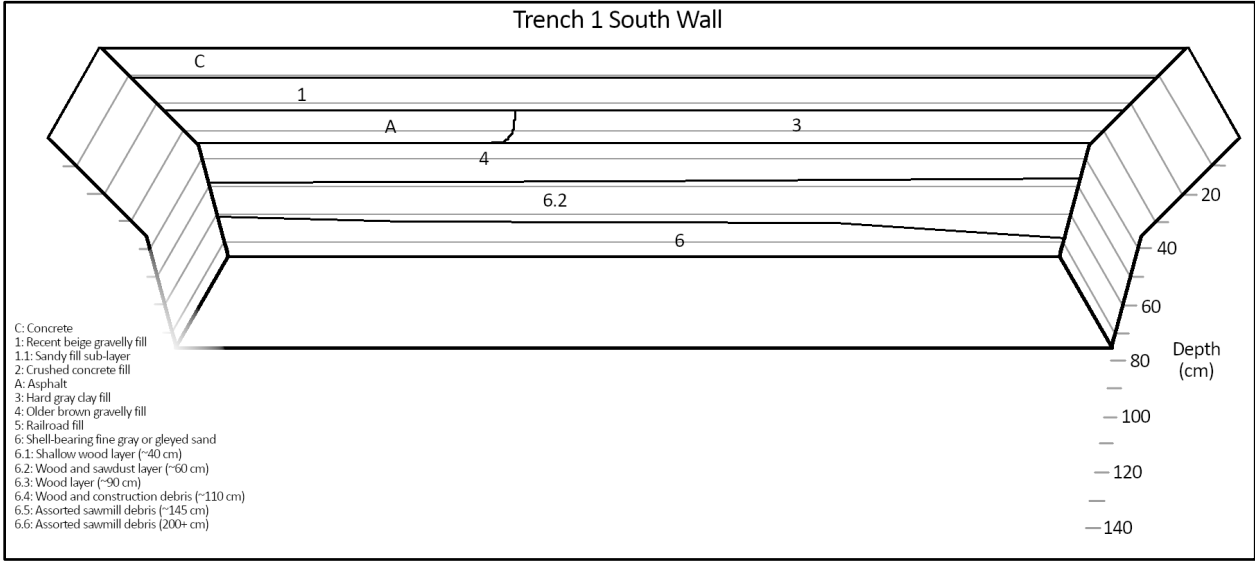 Trench 1 South Wall
C
1
A
3
4
6.2
6
20
40
60
80
100
120
140
Depth
(cm)
C: Concrete
1: Recent beige gravelly fill
1.1: Sandy fill sub-layer
2: Crushed concrete fill
A: Asphalt
3: Hard gray clay fill
4: Older brown gravelly fill
5: Railroad fill
6: Shell-bearing fine gray or gleyed sand
6.1: Shallow wood layer (~40 cm)
6.2: Wood and sawdust layer (~60 cm)
6.3: Wood layer (~90 cm)
6.4: Wood and construction debris (~110 cm)
6.5: Assorted sawmill debris (~145 cm)
6.6: Assorted sawmill debris (200+ cm)